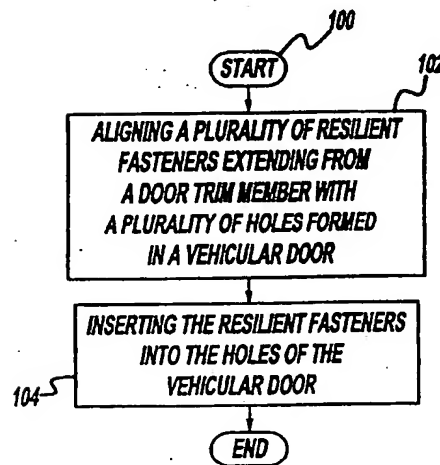 100
START
102
ALIGNING A PLURALITY OF RESILIENT
FASTENERS EXTENDING FROM
A DOOR TRIM MEMBER WITH
A PLURALITY OF HOLES FORMED
IN A VEHICULAR DOOR
INSERTING THE RESILIENT FASTENERS
INTO THE HOLES OF THE
VEHICULAR DOOR
104
END